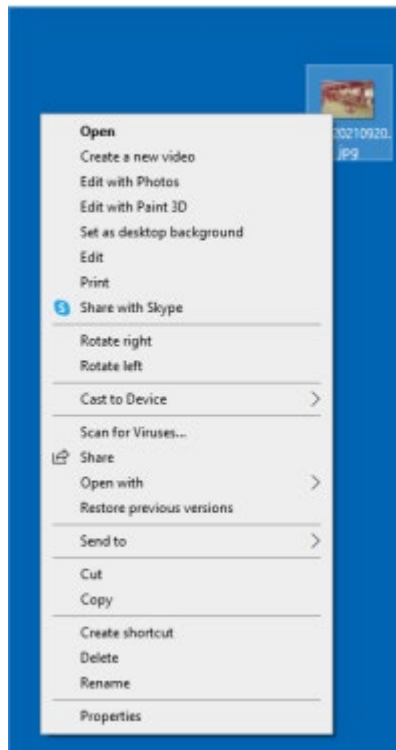 20210920.
jpg
Open
Create a new video
Edit with Photos
Edit with Paint 3D
Set as desktop background
Edit
Print
Share with Skype
Rotate right
Rotate left
Cast to Device
Scan for Viruses...
Share
Open with
Restore previous versions
Send to
Cut
Copy
Create shortcut
Delete
Rename
Properties